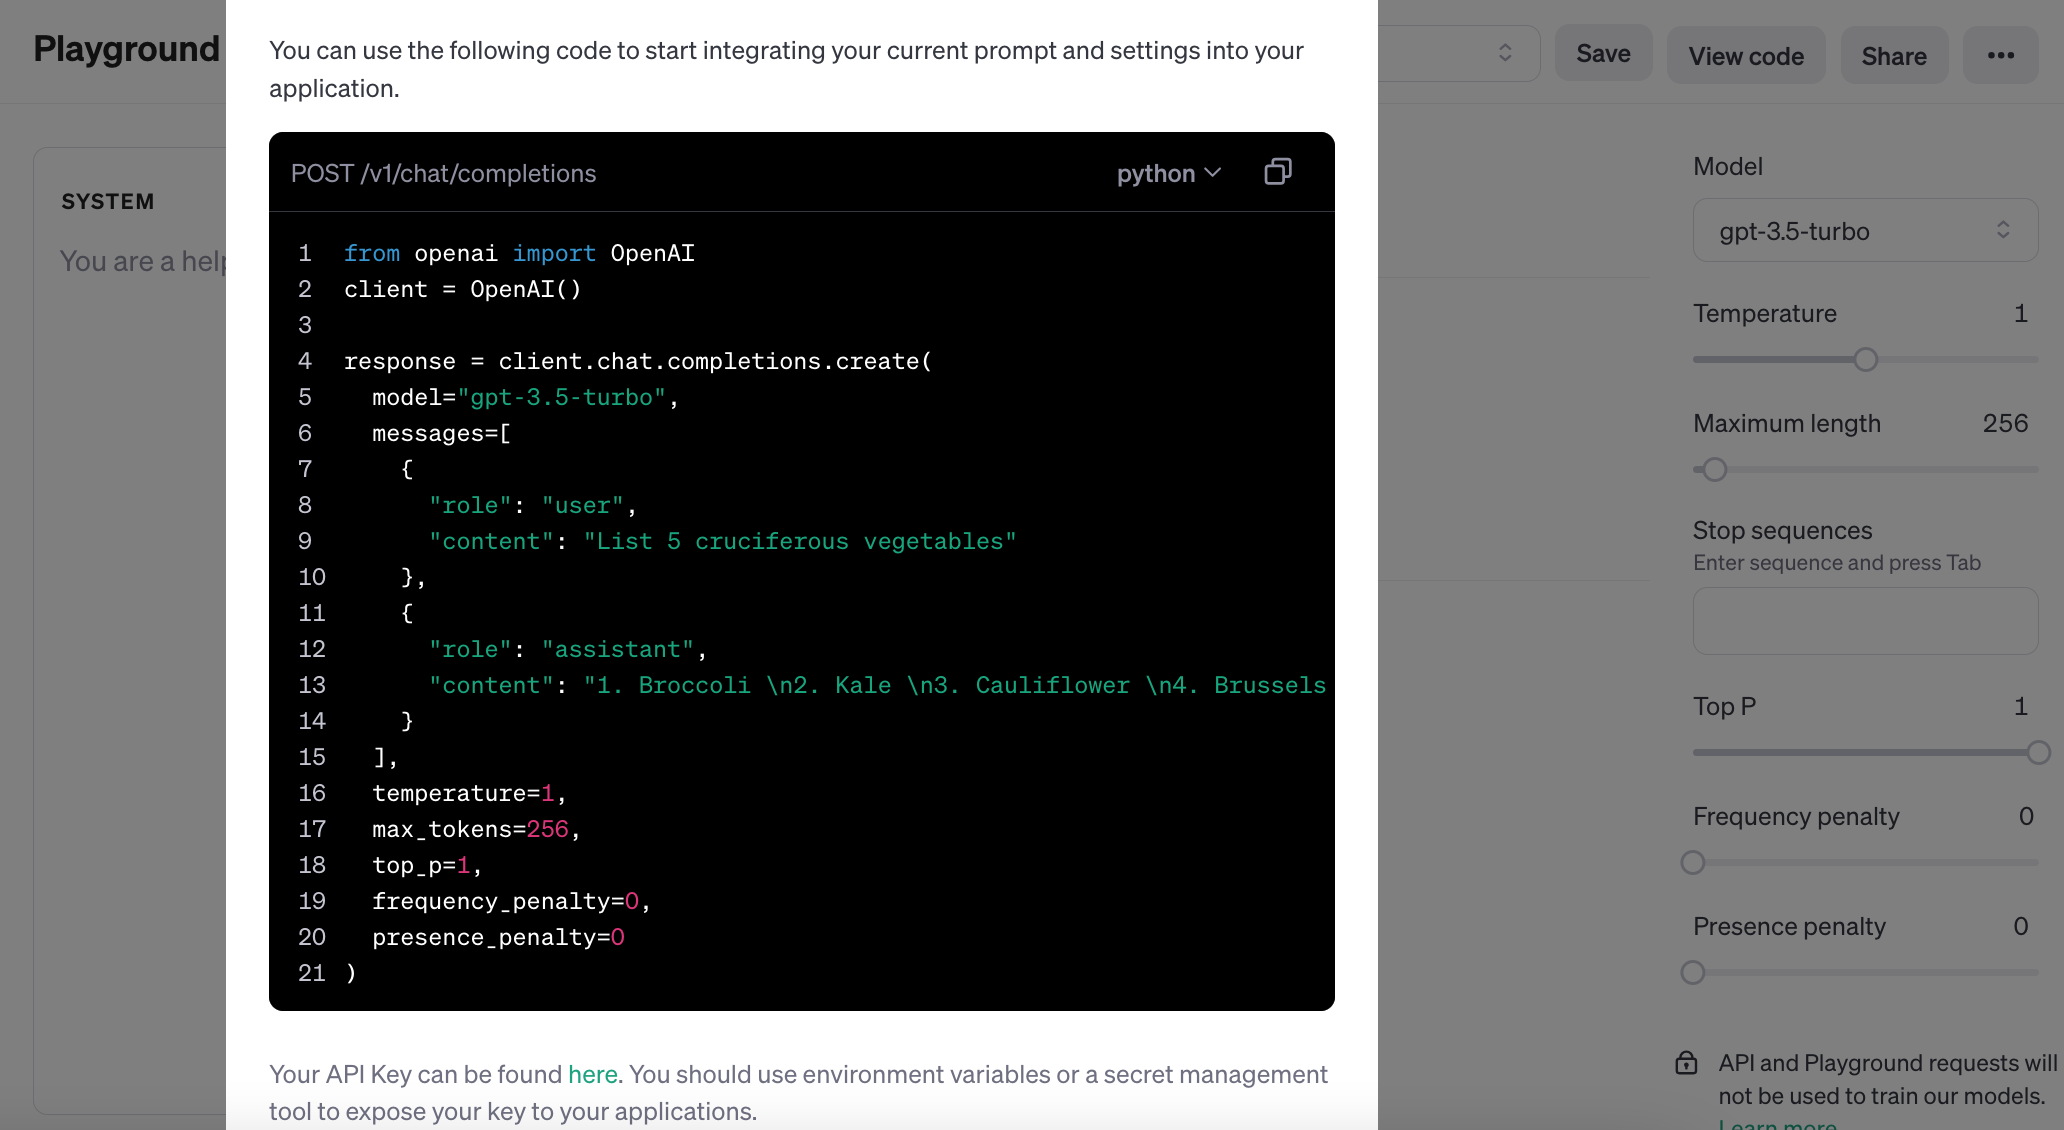 Playground
Save
View code
Share
SYSTEM
You are a help
You can use the following code to start integrating your current prompt and settings into your
application.
POST /v1/chat/completions
python
1 from openai import OpenAI
2 client = OpenAI()
3
4 response = client.chat.completions.create(
5 model="gpt-3.5-turbo",
6 messages=[
7 {
8 "role": "user",
9 "content": "List 5 cruciferous vegetables"
10 },
11 {
12 "role": "assistant",
13 "content": "1. Broccoli \n2. Kale \n3. Cauliflower \n4. Brussels
14 }
15 ],
16 temperature=1,
17 max_tokens=256,
18 top_p=1,
19 frequency_penalty=0,
20 presence_penalty=0
21 )
Your API Key can be found here. You should use environment variables or a secret management
tool to expose your key to your applications.
Model
gpt-3.5-turbo
Temperature 1
Maximum length 256
Stop sequences
Enter sequence and press Tab
Top P 1
Frequency penalty 0
Presence penalty 0
API and Playground requests will
not be used to train our models.
Learn more